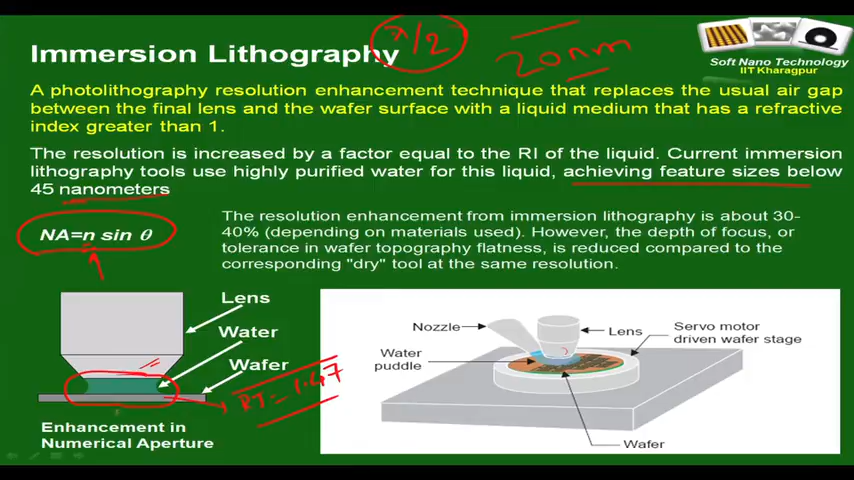 Immersion Lithography
λ/2
20nm
Soft Nano Technology
IIT Kharagpur
A photolithography resolution enhancement technique that replaces the usual air gap
between the final lens and the wafer surface with a liquid medium that has a refractive
index greater than 1.
The resolution is increased by a factor equal to the RI of the liquid. Current immersion
lithography tools use highly purified water for this liquid, achieving feature sizes below
45 nanometers
NA=n sin θ
The resolution enhancement from immersion lithography is about 30-
40% (depending on materials used). However, the depth of focus, or
tolerance in wafer topography flatness, is reduced compared to the
corresponding "dry" tool at the same resolution.
Lens
Water
Wafer
RI = 1.47
Enhancement in
Numerical Aperture
Nozzle
Lens
Servo motor
driven wafer stage
Water
puddle
Wafer